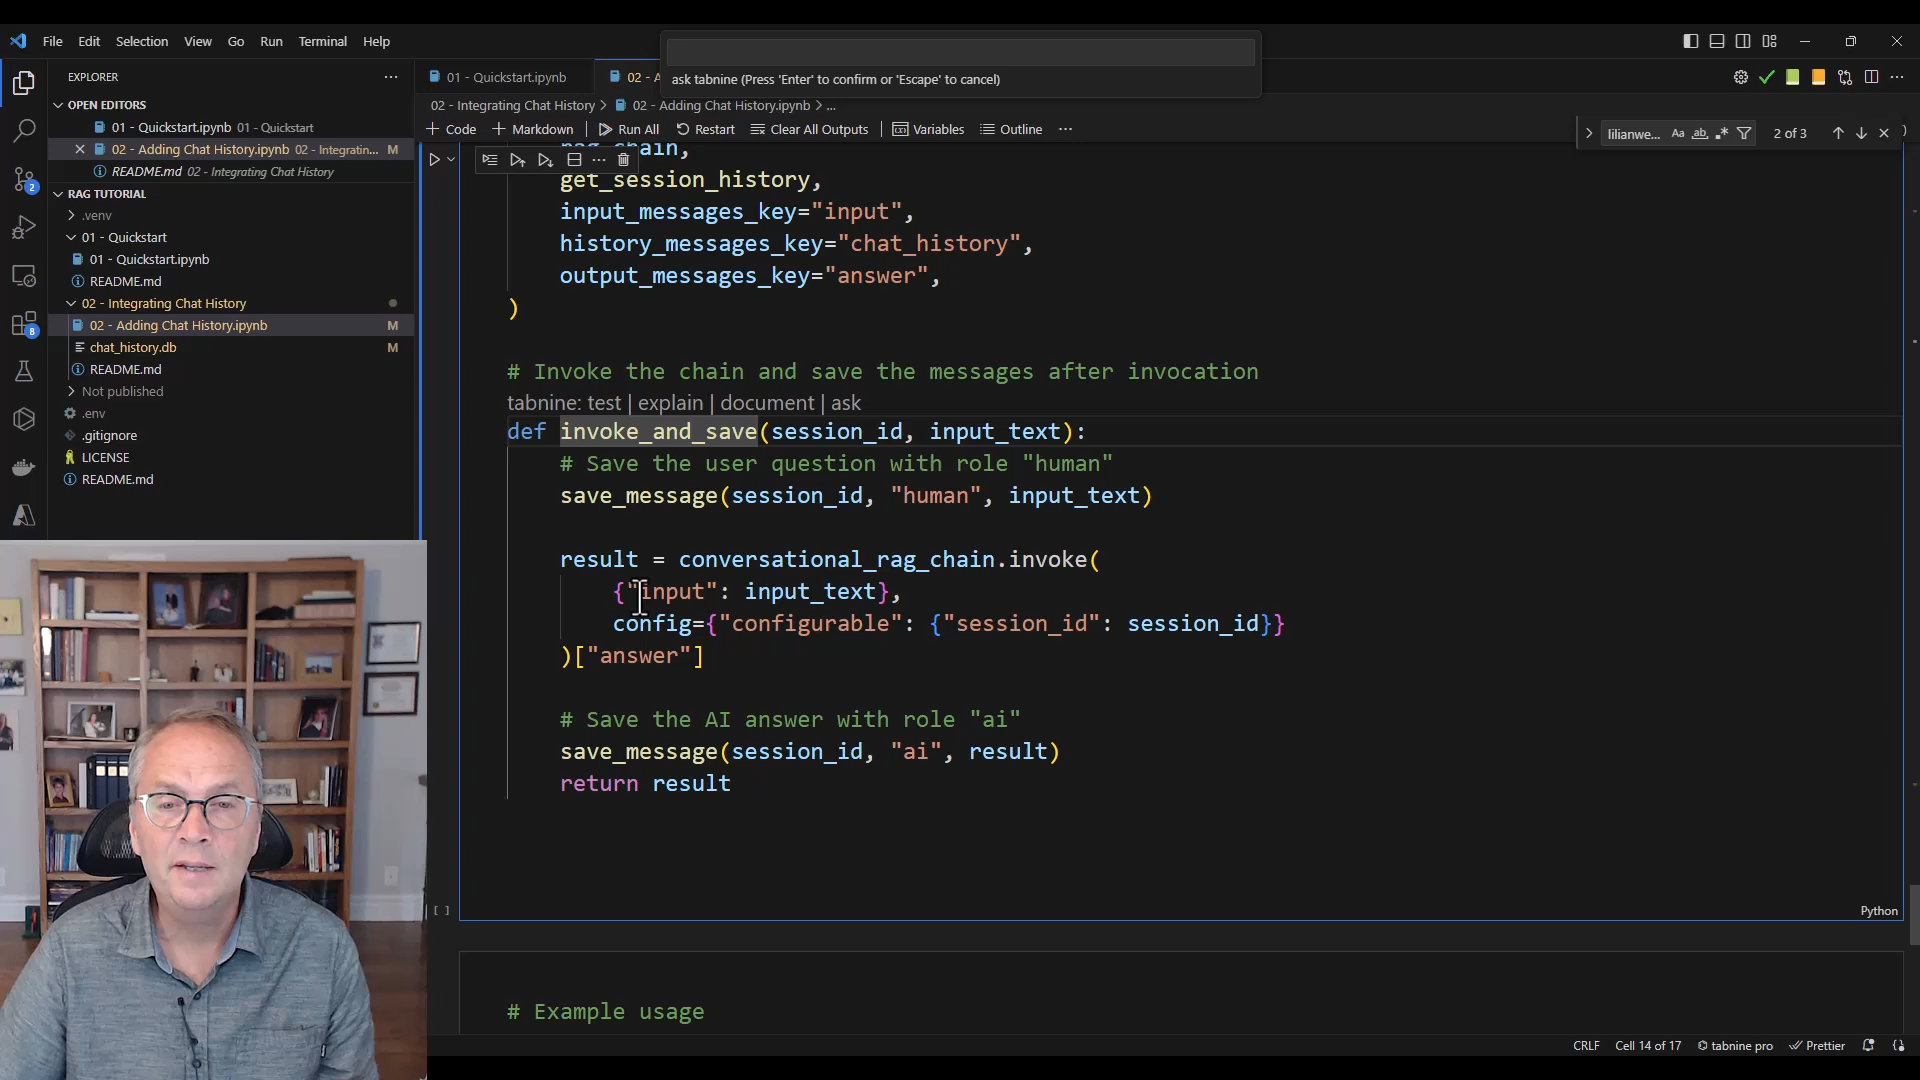 File Edit Selection View Go Run Terminal Help
ask tabnine (Press 'Enter' to confirm or 'Escape' to cancel)
EXPLORER
OPEN EDITORS
01 - Quickstart.ipynb 01 - Quickstart
02 - Adding Chat History.ipynb 02 - Integratin... M
README.md 02 - Integrating Chat History
RAG TUTORIAL
.venv
01 - Quickstart
01 - Quickstart.ipynb
README.md
02 - Integrating Chat History
02 - Adding Chat History.ipynb M
chat_history.db M
README.md
Not published
.env
.gitignore
LICENSE
README.md
2
8
01 - Quickstart.ipynb
02 - A
02 - Integrating Chat History > 02 - Adding Chat History.ipynb > ...
Code Markdown Run All Restart Clear All Outputs Variables Outline
lilianwe... Aa ab 2 of 3
get_session_history,
input_messages_key="input",
history_messages_key="chat_history",
output_messages_key="answer",
)
# Invoke the chain and save the messages after invocation
tabnine: test | explain | document | ask
def invoke_and_save(session_id, input_text):
# Save the user question with role "human"
save_message(session_id, "human", input_text)
result = conversational_rag_chain.invoke(
{"input": input_text},
config={"configurable": {"session_id": session_id}}
)["answer"]
# Save the AI answer with role "ai"
save_message(session_id, "ai", result)
return result
[ ]
Python
# Example usage
CRLF Cell 14 of 17 tabnine pro Prettier